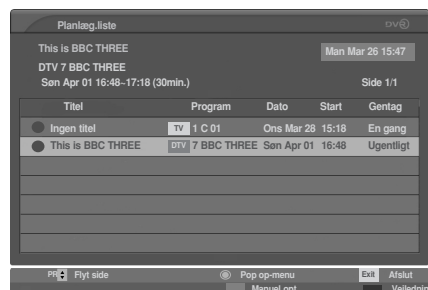 Planlæg.liste
This is BBC THREE
Man Mar 26 15:47
DTV 7 BBC THREE
Søn Apr 01 16:48~17:18 (30min.) Side 1/1
Titel Program Dato Start Gentag
Ingen titel TV 1 C 01 Ons Mar 28 15:18 En gang
This is BBC THREE DTV 7 BBC THREE Søn Apr 01 16:48 Ugentligt
PR Flyt side Pop op-menu Exit Afslut
Manuel opt